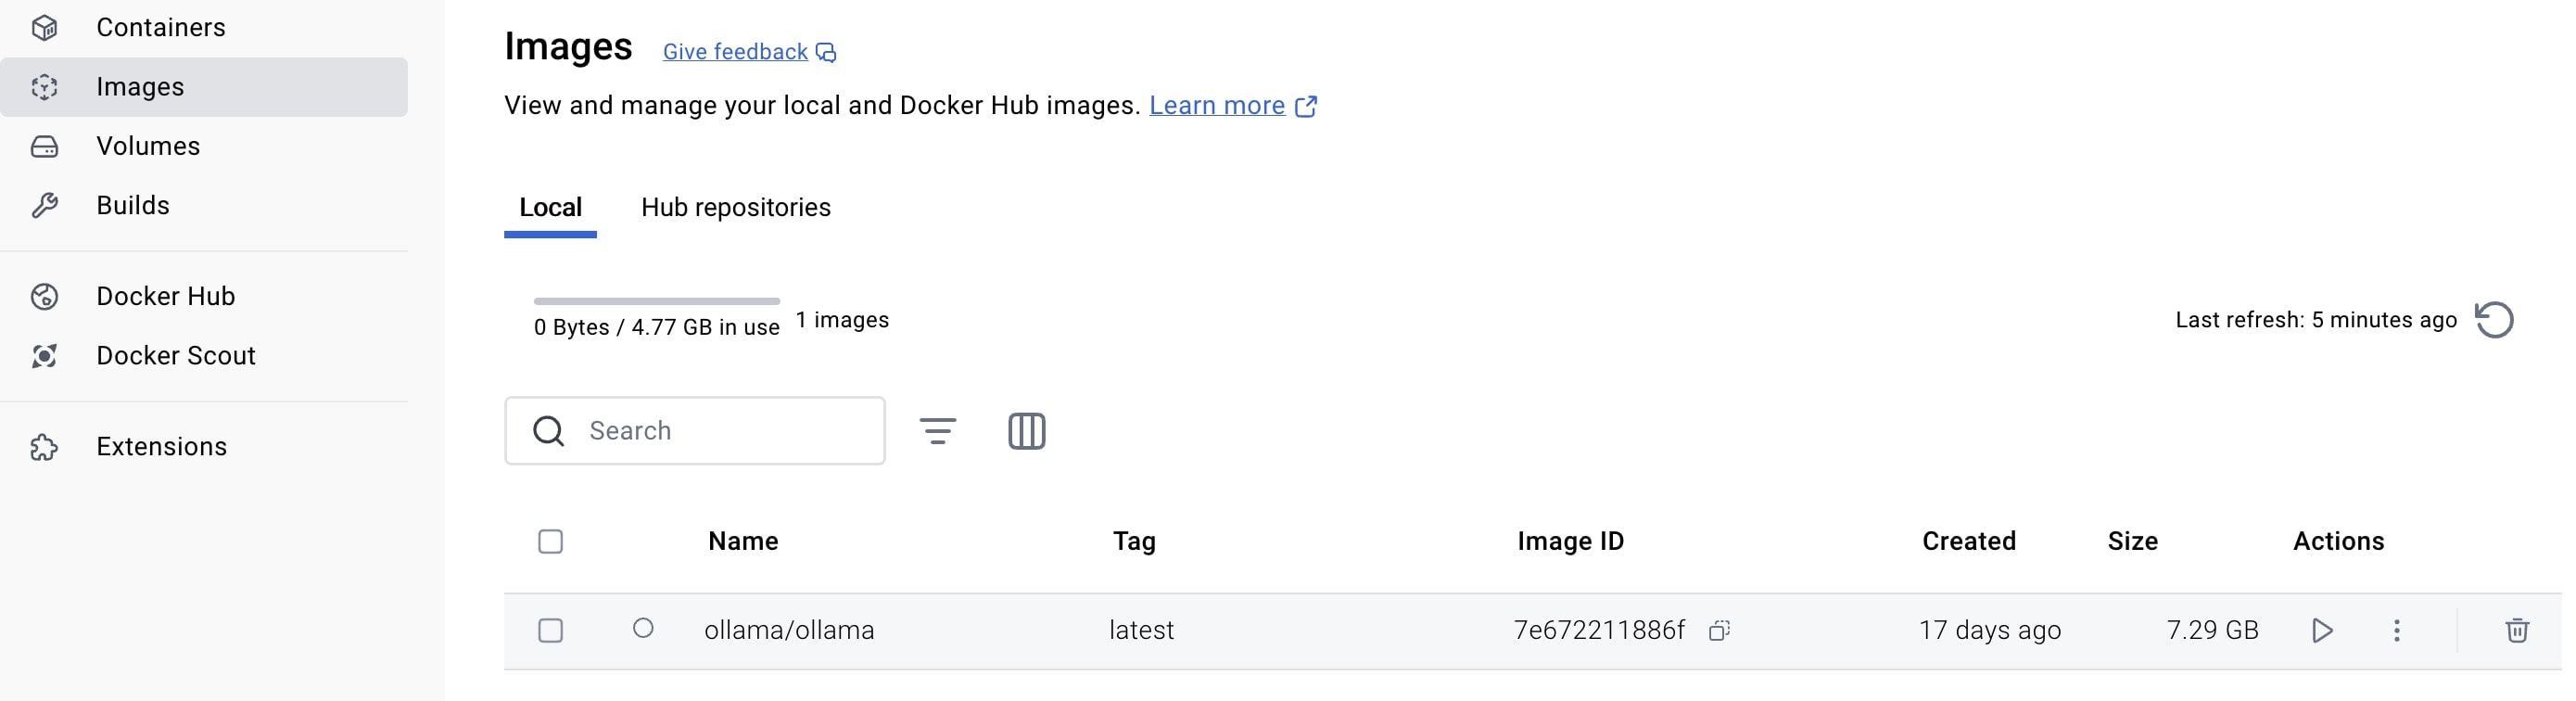 Containers
Images
Volumes
Builds
Docker Hub
Docker Scout
Extensions
Images Give feedback
View and manage your local and Docker Hub images. Learn more
Local Hub repositories
0 Bytes / 4.77 GB in use 1 images Last refresh: 5 minutes ago
Search
Name Tag Image ID Created Size Actions
ollama/ollama latest 7e672211886f 17 days ago 7.29 GB